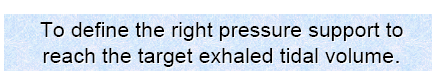 To define the right pressure support to
reach the target exhaled tidal volume.